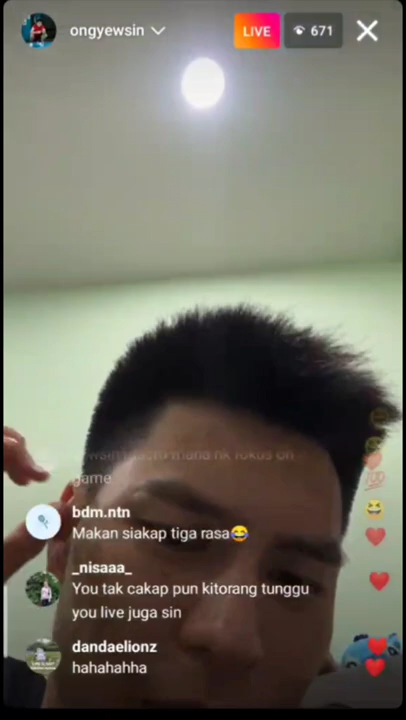 ongyewsin
LIVE
671
game
bdm.ntn
Makan siakap tiga rasa😂
_nisaaa_
You tak cakap pun kitorang tunggu
you live juga sin
dandaelionz
hahahahha